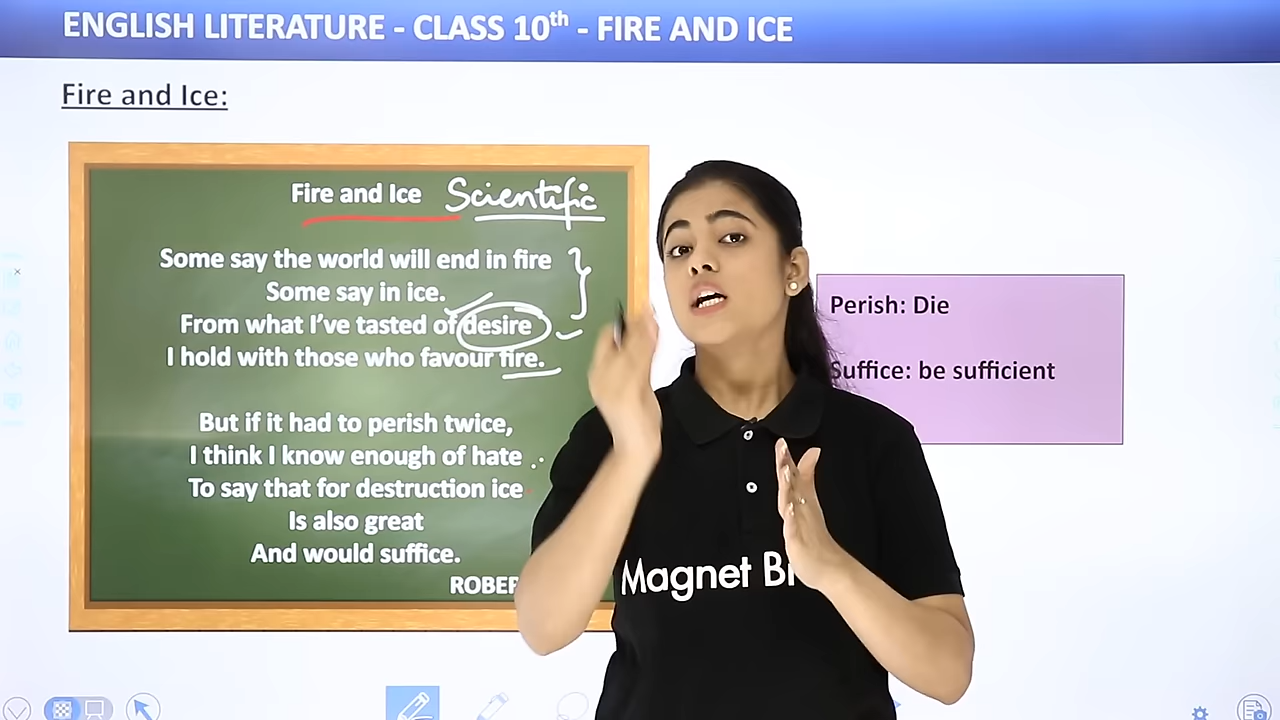 ENGLISH LITERATURE - CLASS 10th - FIRE AND ICE
Fire and Ice:
Fire and Ice Scientific
Some say the world will end in fire
Some say in ice.
From what I've tasted of desire
I hold with those who favour fire.
But if it had to perish twice,
I think I know enough of hate
To say that for destruction ice
Is also great
And would suffice.
ROBER
Perish: Die
Suffice: be sufficient
Magnet Br